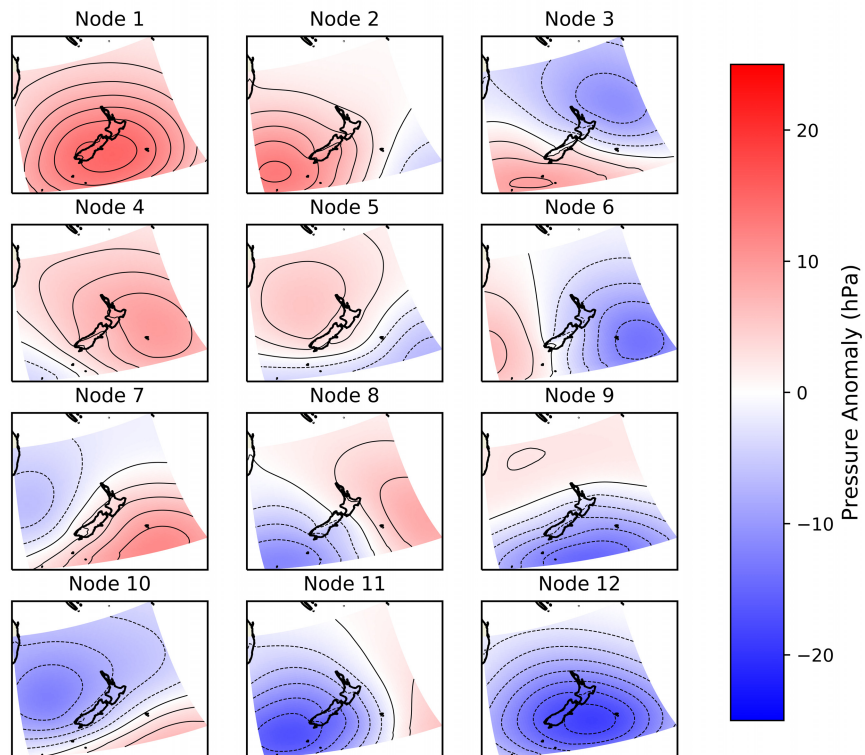 Node 1 Node 2 Node 3
Node 4 Node 5 Node 6
Node 7 Node 8 Node 9
Node 10 Node 11 Node 12
20
10
0
−10
−20
Pressure Anomaly (hPa)